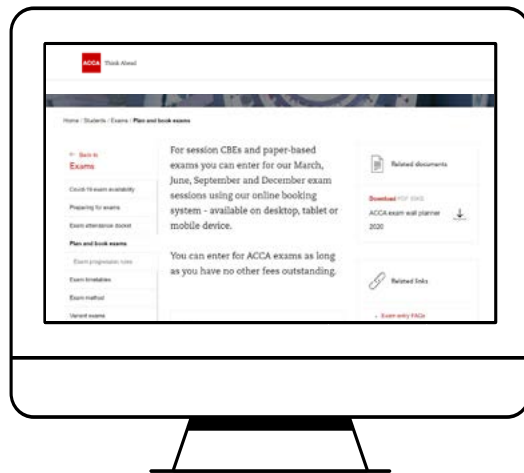 ACCA Think Ahead
Home / Students / Exams / Plan and book exams
← Back to
Exams
Covid-19 exam availability
Preparing for exams
Exam attendance docket
Plan and book exams
Exam progression rules
Exam timetables
Exam method
Variant exams
For session CBEs and paper-based
exams you can enter for our March,
June, September and December exam
sessions using our online booking
system - available on desktop, tablet or
mobile device.
You can enter for ACCA exams as long
as you have no other fees outstanding.
Related documents
Download PDF
ACCA exam wall planner
2020
Related links
Exam entry FAQs